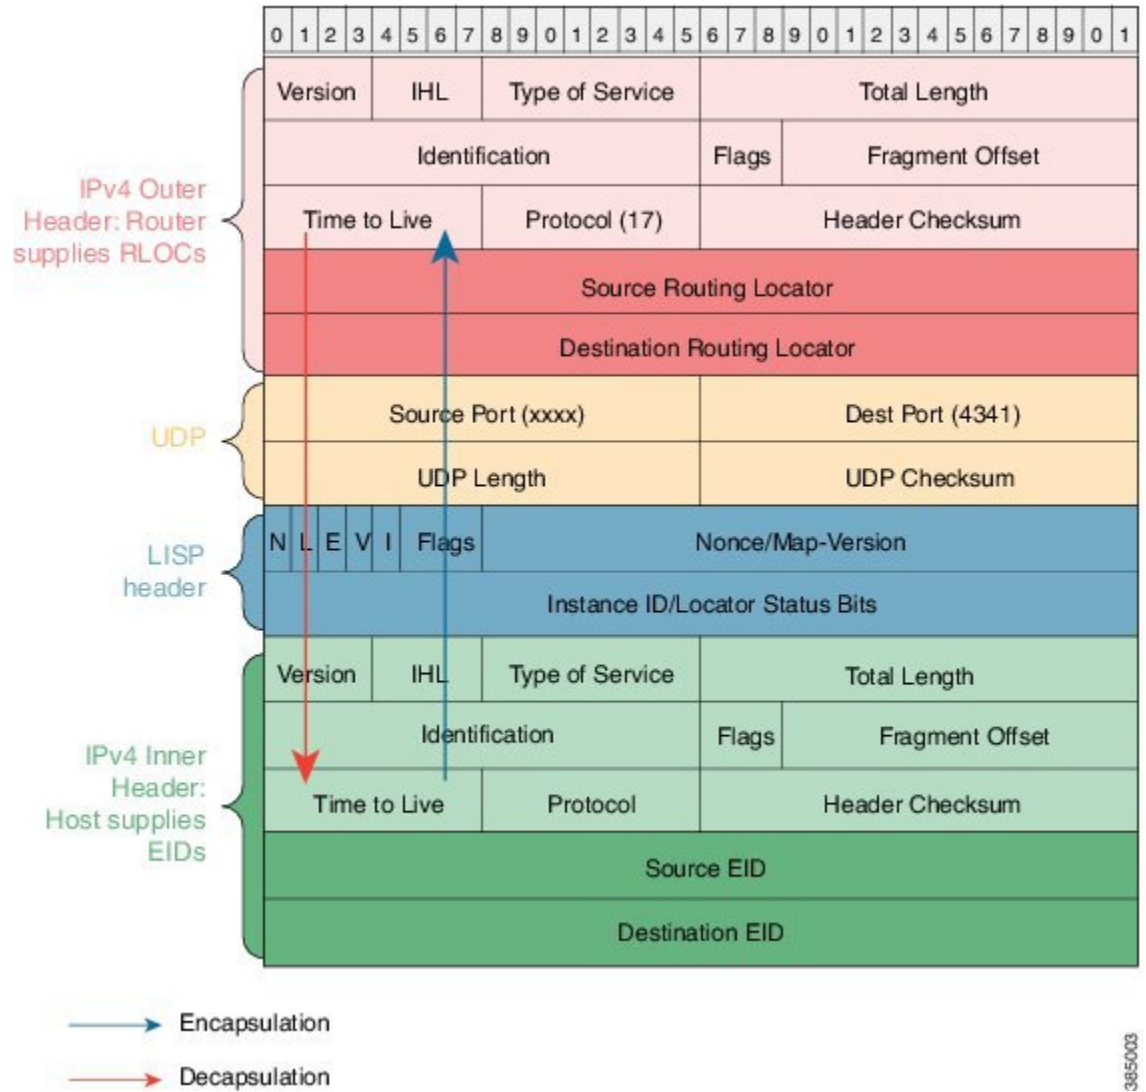 0 1 2 3 4 5 6 7 8 9 0 1 2 3 4 5 6 7 8 9 0 1 2 3 4 5 6 7 8 9 0 1
Version IHL Type of Service Total Length
Identification Flags Fragment Offset
IPv4 Outer
Header: Router
supplies RLOCs
Time to Live Protocol (17) Header Checksum
Source Routing Locator
Destination Routing Locator
UDP
Source Port (xxxx) Dest Port (4341)
UDP Length UDP Checksum
LISP
header
N L E V I Flags Nonce/Map-Version
Instance ID/Locator Status Bits
Version IHL Type of Service Total Length
Identification Flags Fragment Offset
IPv4 Inner
Header:
Host supplies
EIDs
Time to Live Protocol Header Checksum
Source EID
Destination EID
Encapsulation
Decapsulation
385003